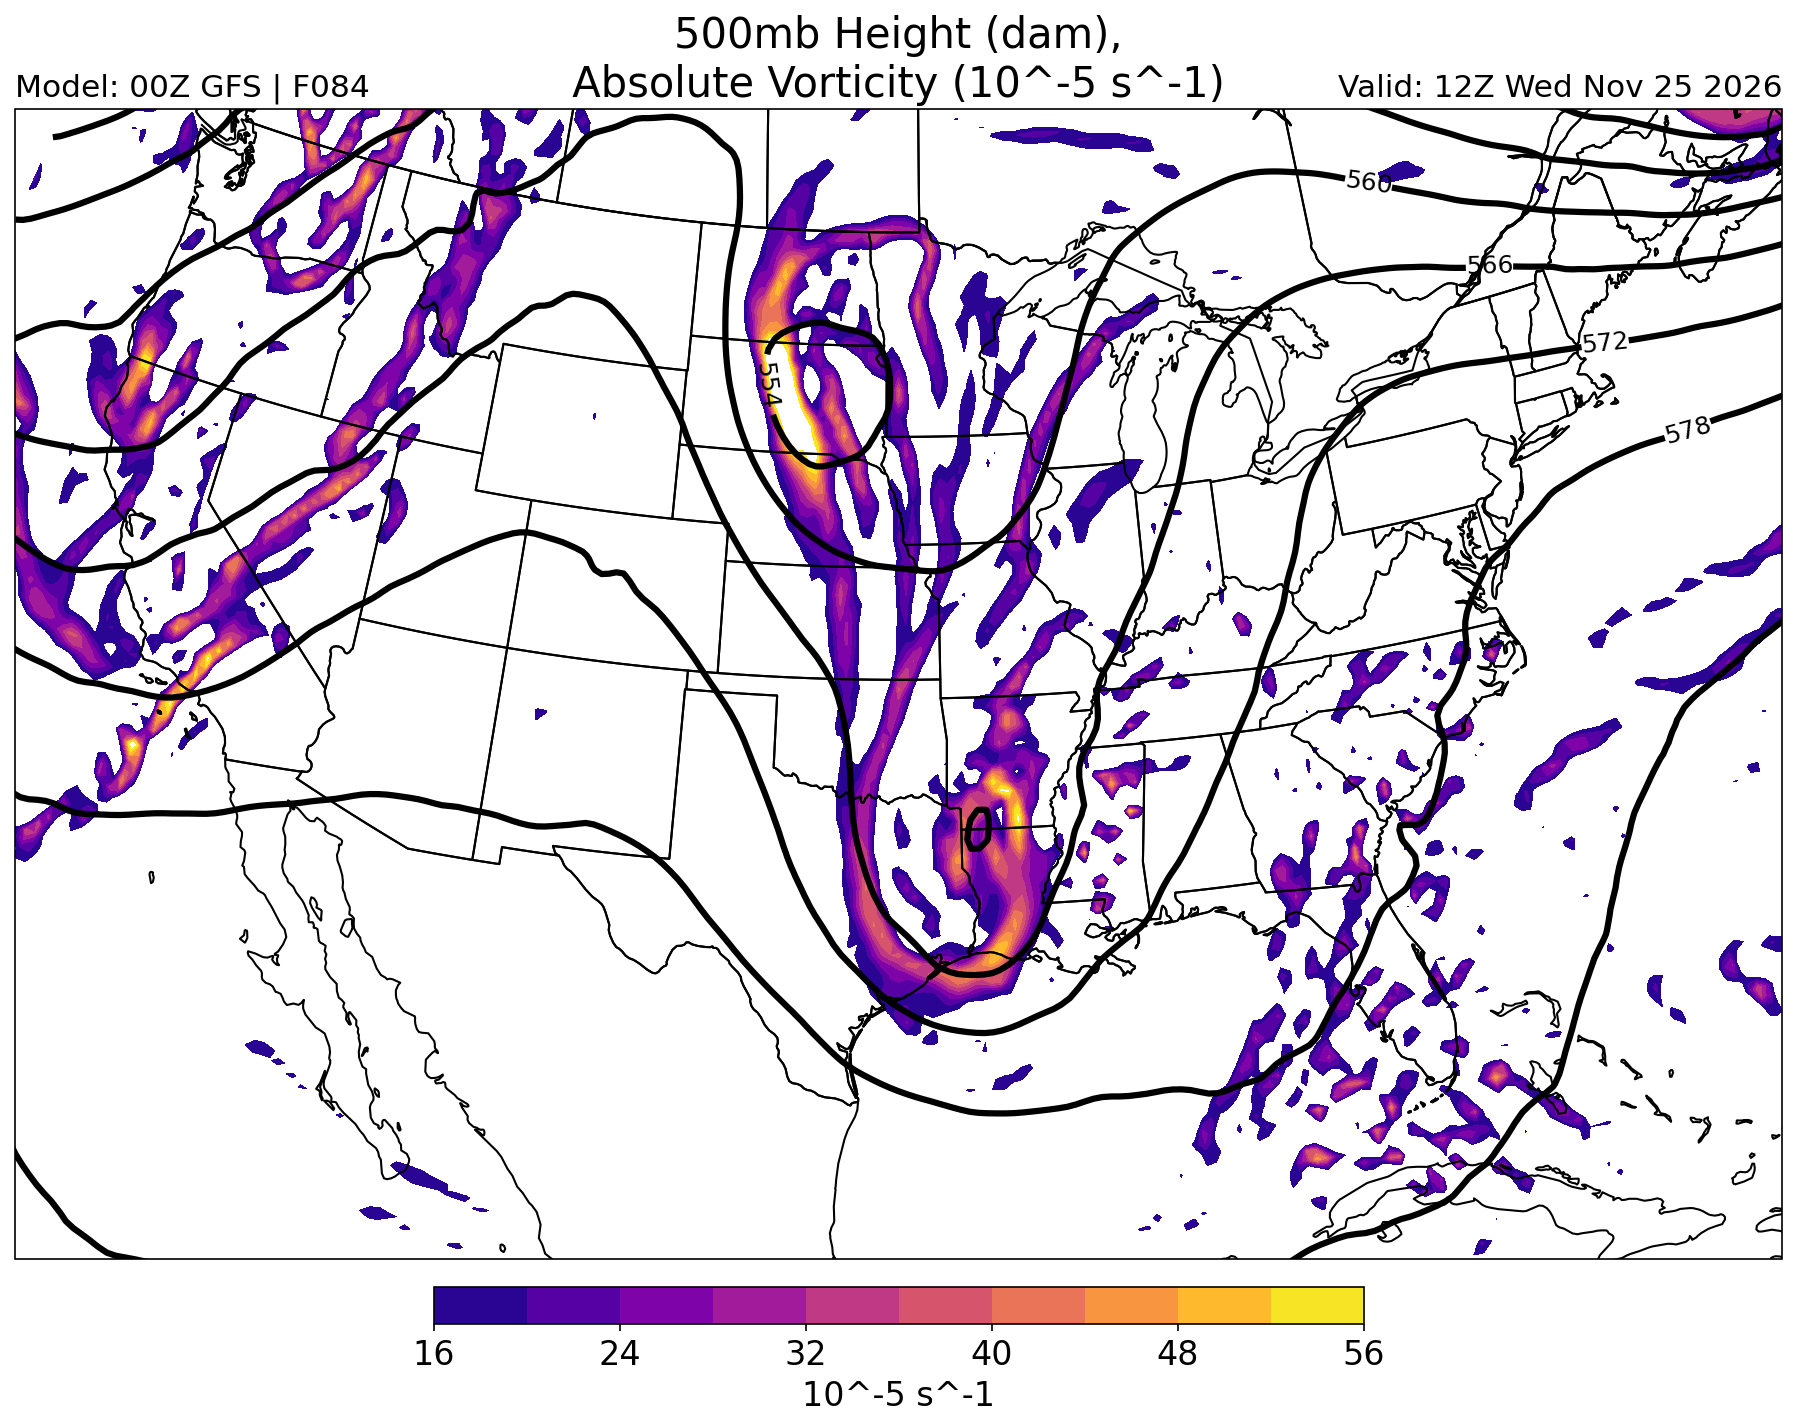 500mb Height (dam),
Absolute Vorticity (10^-5 s^-1)
Model: 00Z GFS | F084
Valid: 12Z Wed Nov 25 2026
560
566
572
578
554
16 24 32 40 48 56
10^-5 s^-1